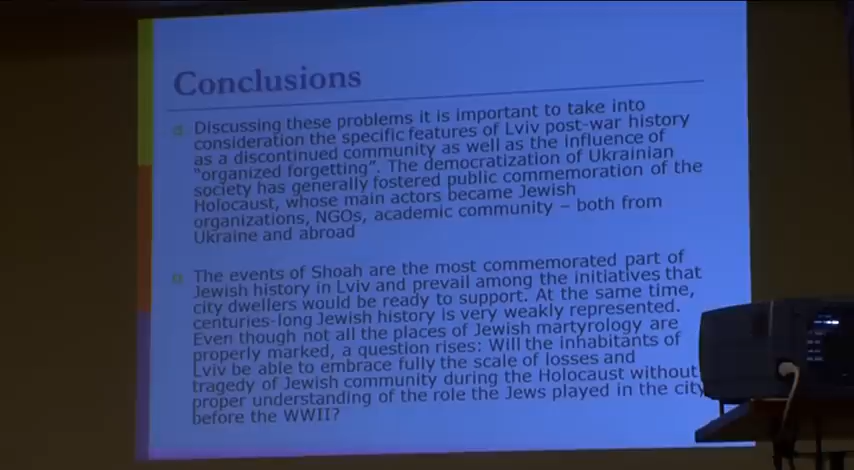 Conclusions
Discussing these problems it is important to take into
consideration the specific features of Lviv post-war history
as a discontinued community as well as the influence of
"organized forgetting". The democratization of Ukrainian
society has generally fostered public commemoration of the
Holocaust, whose main actors became Jewish
organizations, NGOs, academic community – both from
Ukraine and abroad
The events of Shoah are the most commemorated part of
Jewish history in Lviv and prevail among the initiatives that
city dwellers would be ready to support. At the same time,
centuries-long Jewish history is very weakly represented.
Even though not all the places of Jewish martyrology are
properly marked, a question rises: Will the inhabitants of
Lviv be able to embrace fully the scale of losses and
tragedy of Jewish community during the Holocaust without
proper understanding of the role the Jews played in the city
before the WWII?